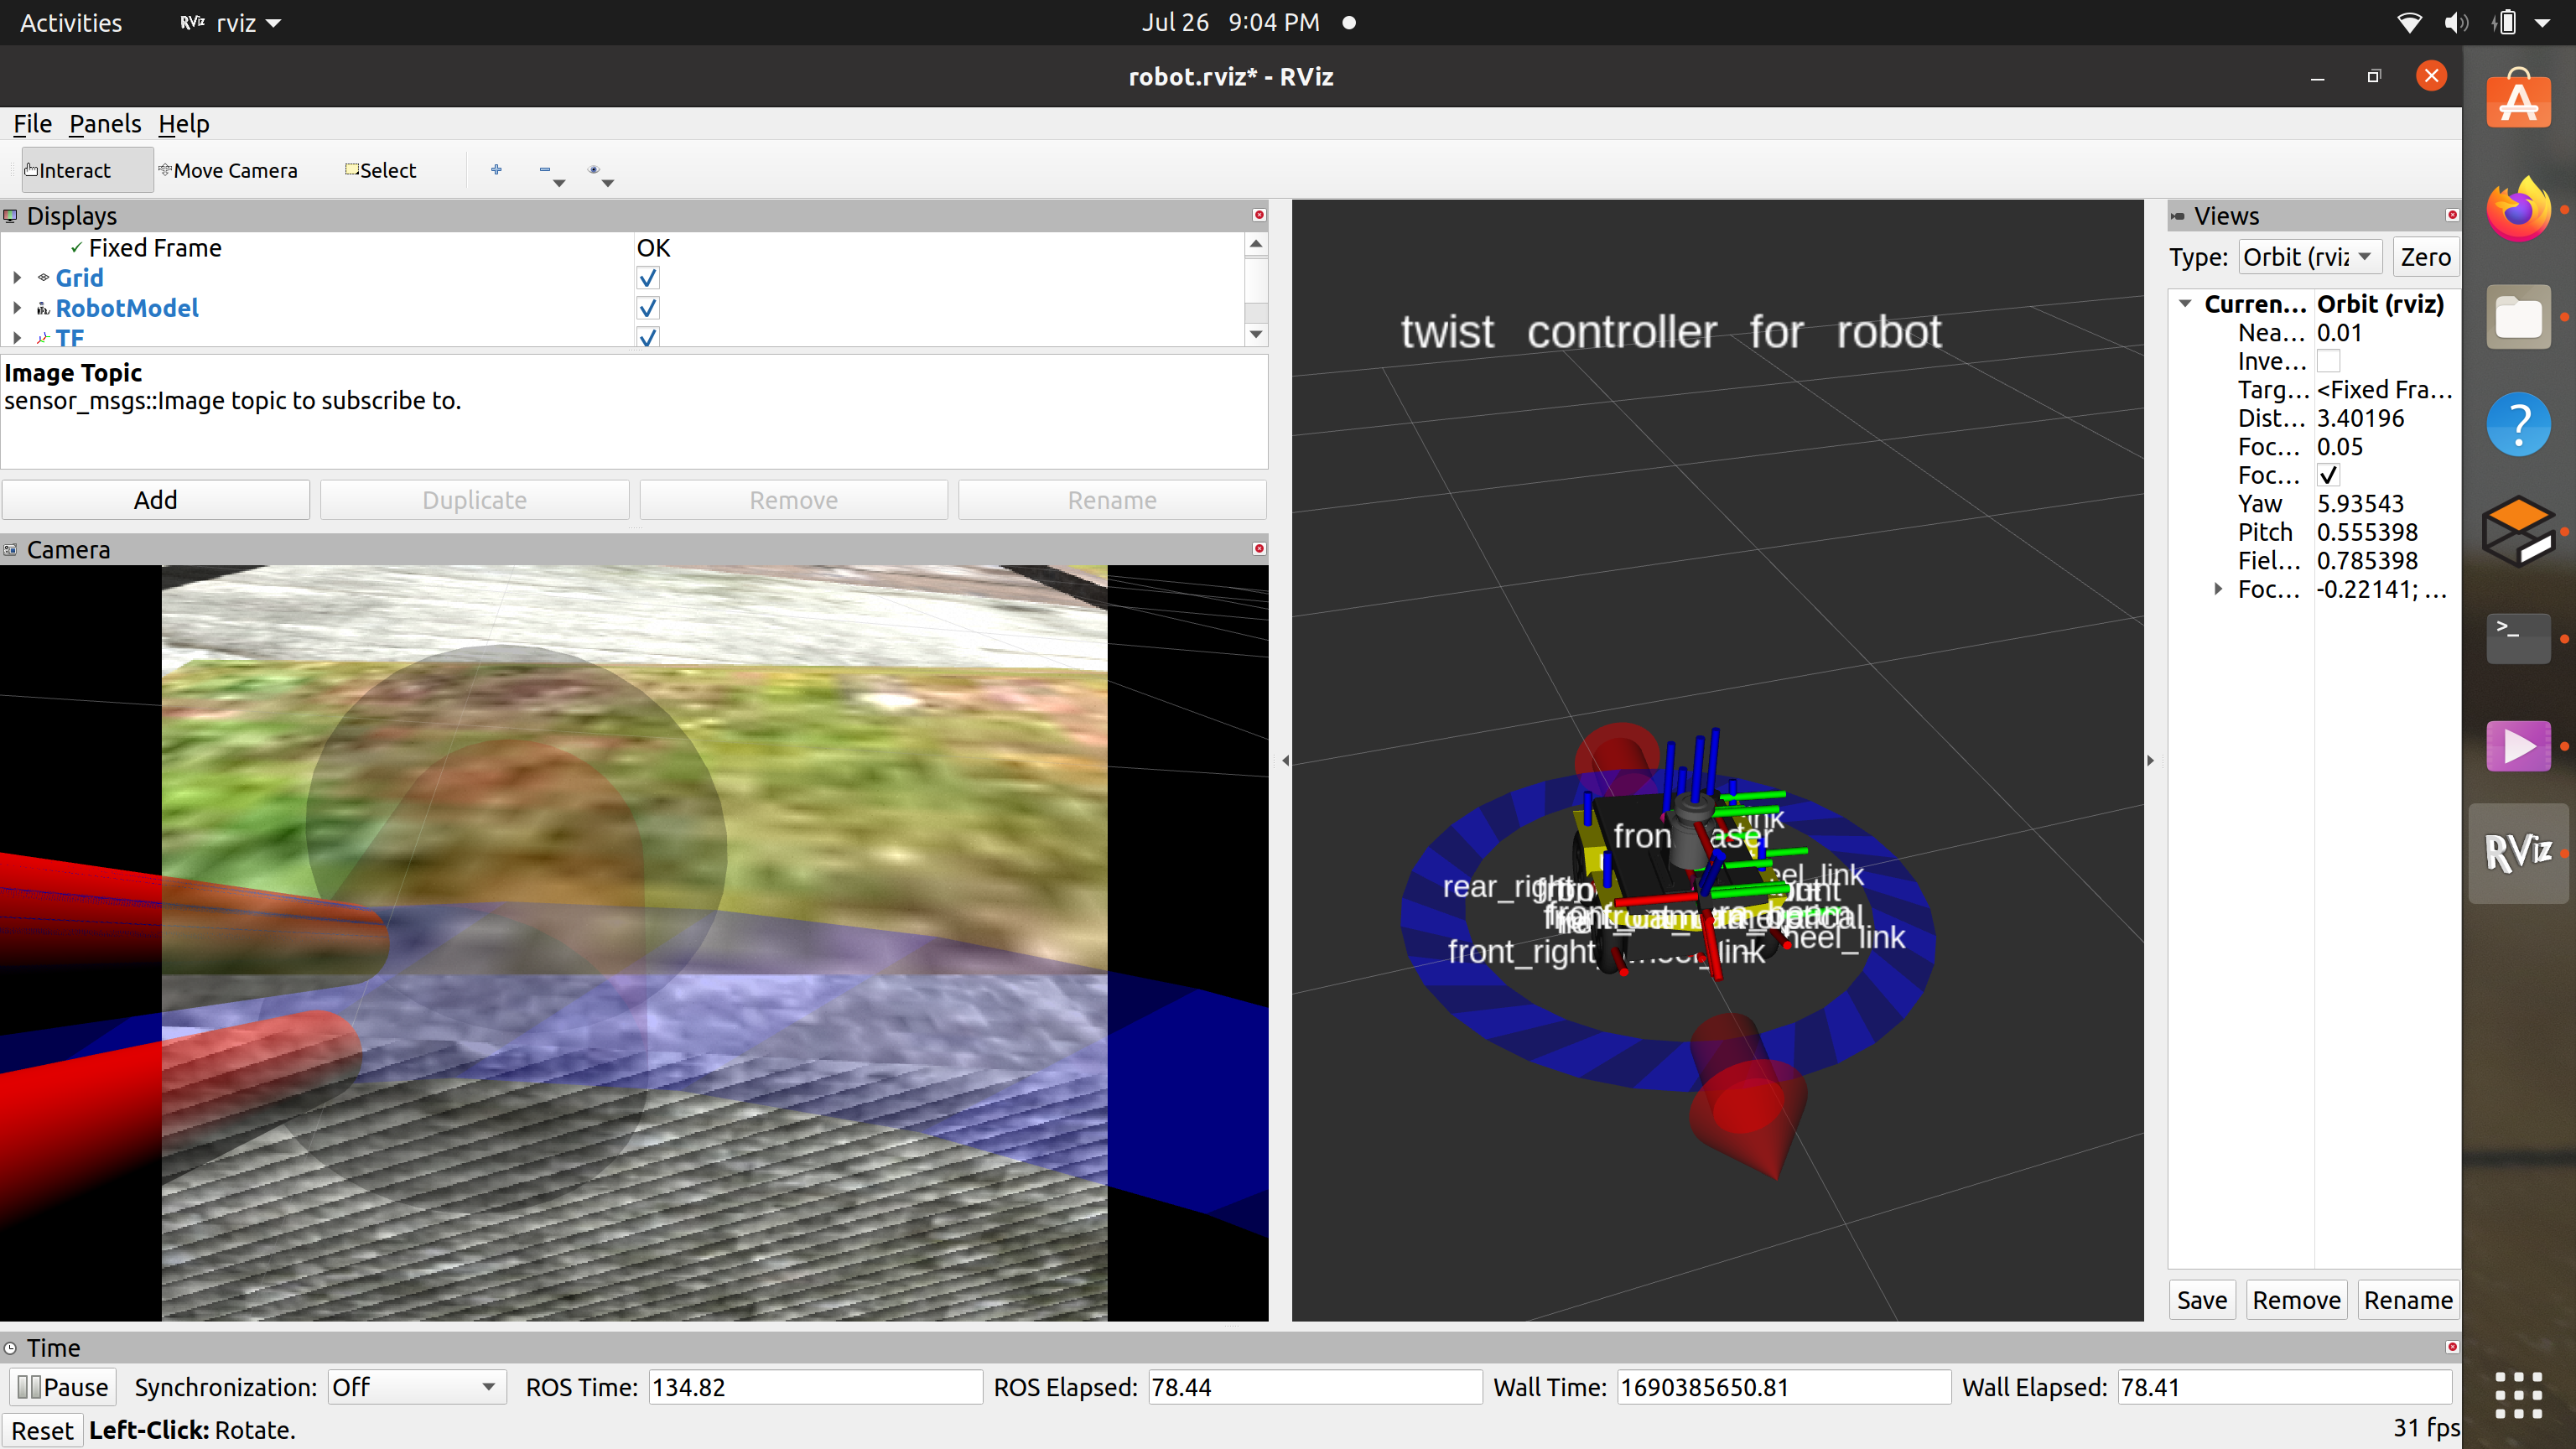 Activities RViz rviz Jul 26 9:04 PM
robot.rviz* - RViz
File Panels Help
Interact Move Camera Select
Displays
Fixed Frame OK
Grid
RobotModel
TF
Image Topic
sensor_msgs::Image topic to subscribe to.
Add Duplicate Remove Rename
Camera
twist controller for robot
rear_right
front_right
wheel_link
Views
Type: Orbit (rviz Zero
Curren... Orbit (rviz)
Nea... 0.01
Inve...
Targ... <Fixed Fra...
Dist... 3.40196
Foc... 0.05
Foc...
Yaw 5.93543
Pitch 0.555398
Fiel... 0.785398
Foc... -0.22141; ...
Save Remove Rename
RViz
Time
Pause Synchronization: Off ROS Time: 134.82 ROS Elapsed: 78.44 Wall Time: 1690385650.81 Wall Elapsed: 78.41
Reset Left-Click: Rotate. 31 fps